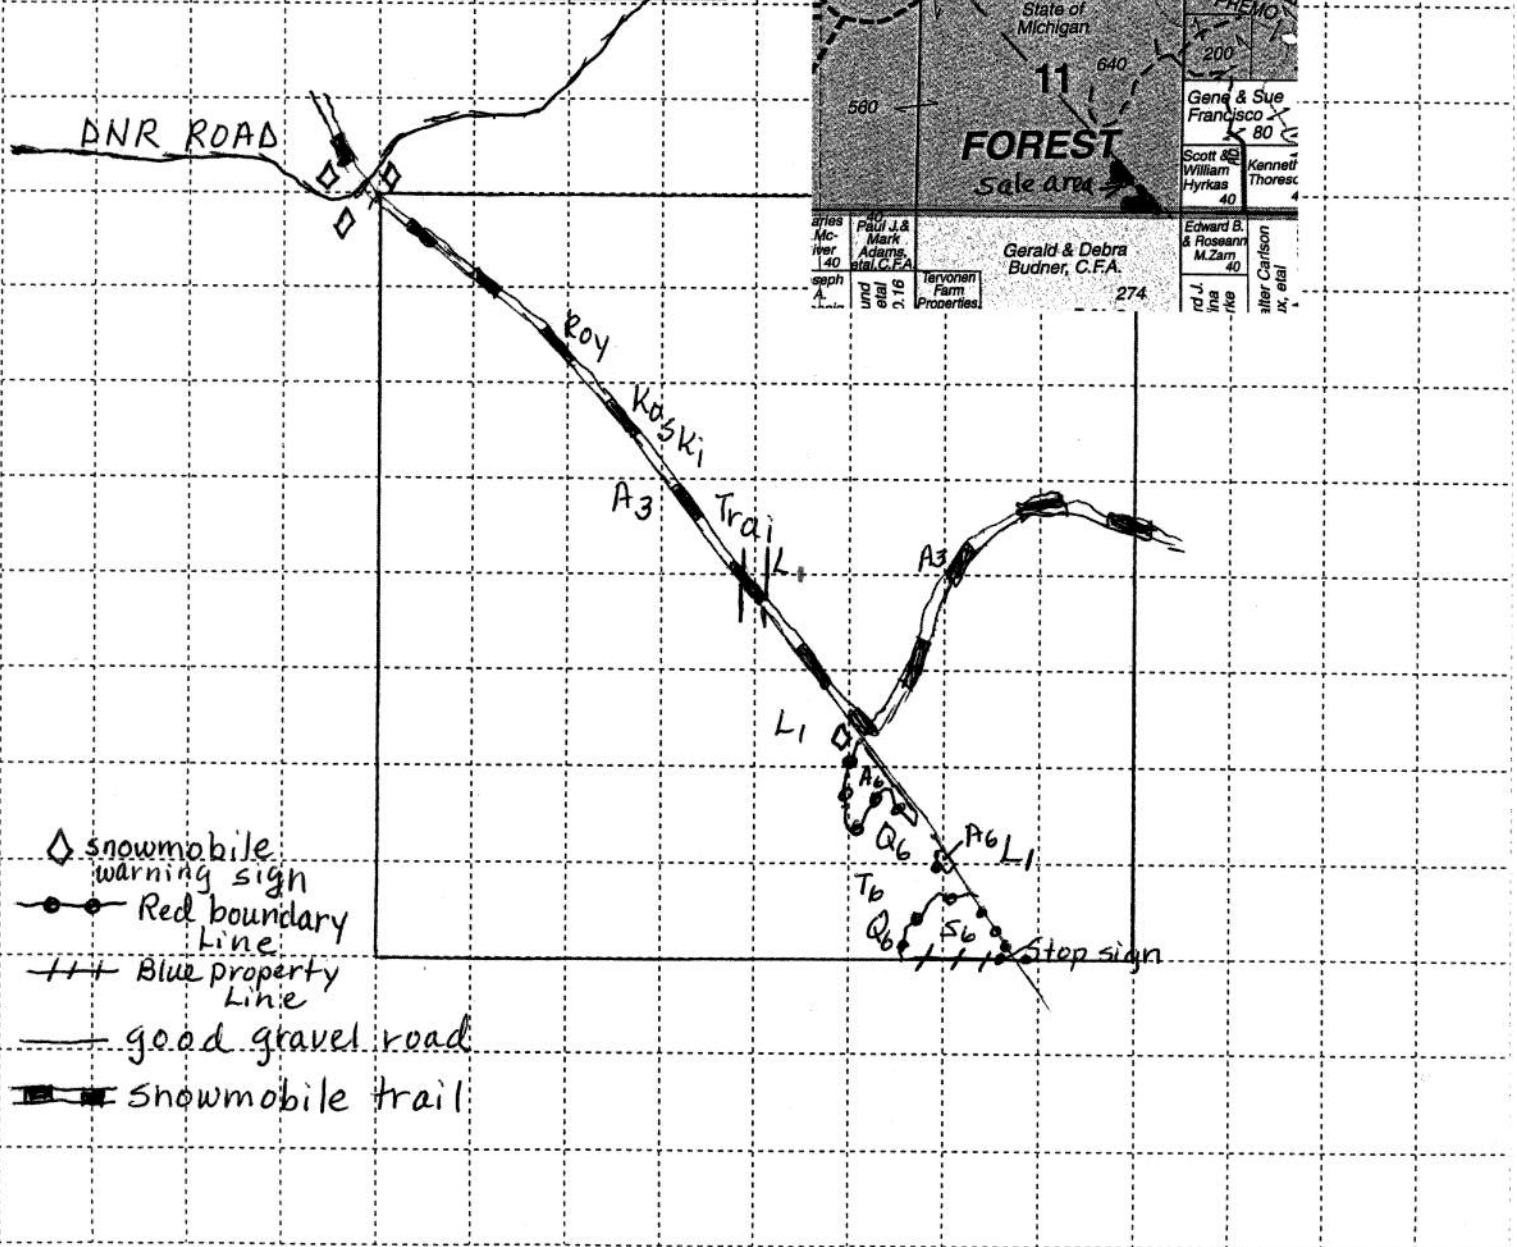 State of
Michigan
11
640
560
200
FOREST
Sale area
Gene & Sue
Francisco
80
Scott &
William
Hyrkas
40
RD
Kenneth
40
Paul J. &
Mark
Adams,
etal, C.F.A.
40
Tervonen
Farm
Properties,
Gerald & Debra
Budner, C.F.A.
274
Edward B.
& Roseann
M. Zarn
40
DNR ROAD
Roy
Koski
Trail
A3
A3
L1
A6
Q6
A6
L1
T6
Q6
S6
Stop sign
snowmobile
warning sign
Red boundary
Line
Blue property
Line
good gravel road
snowmobile trail